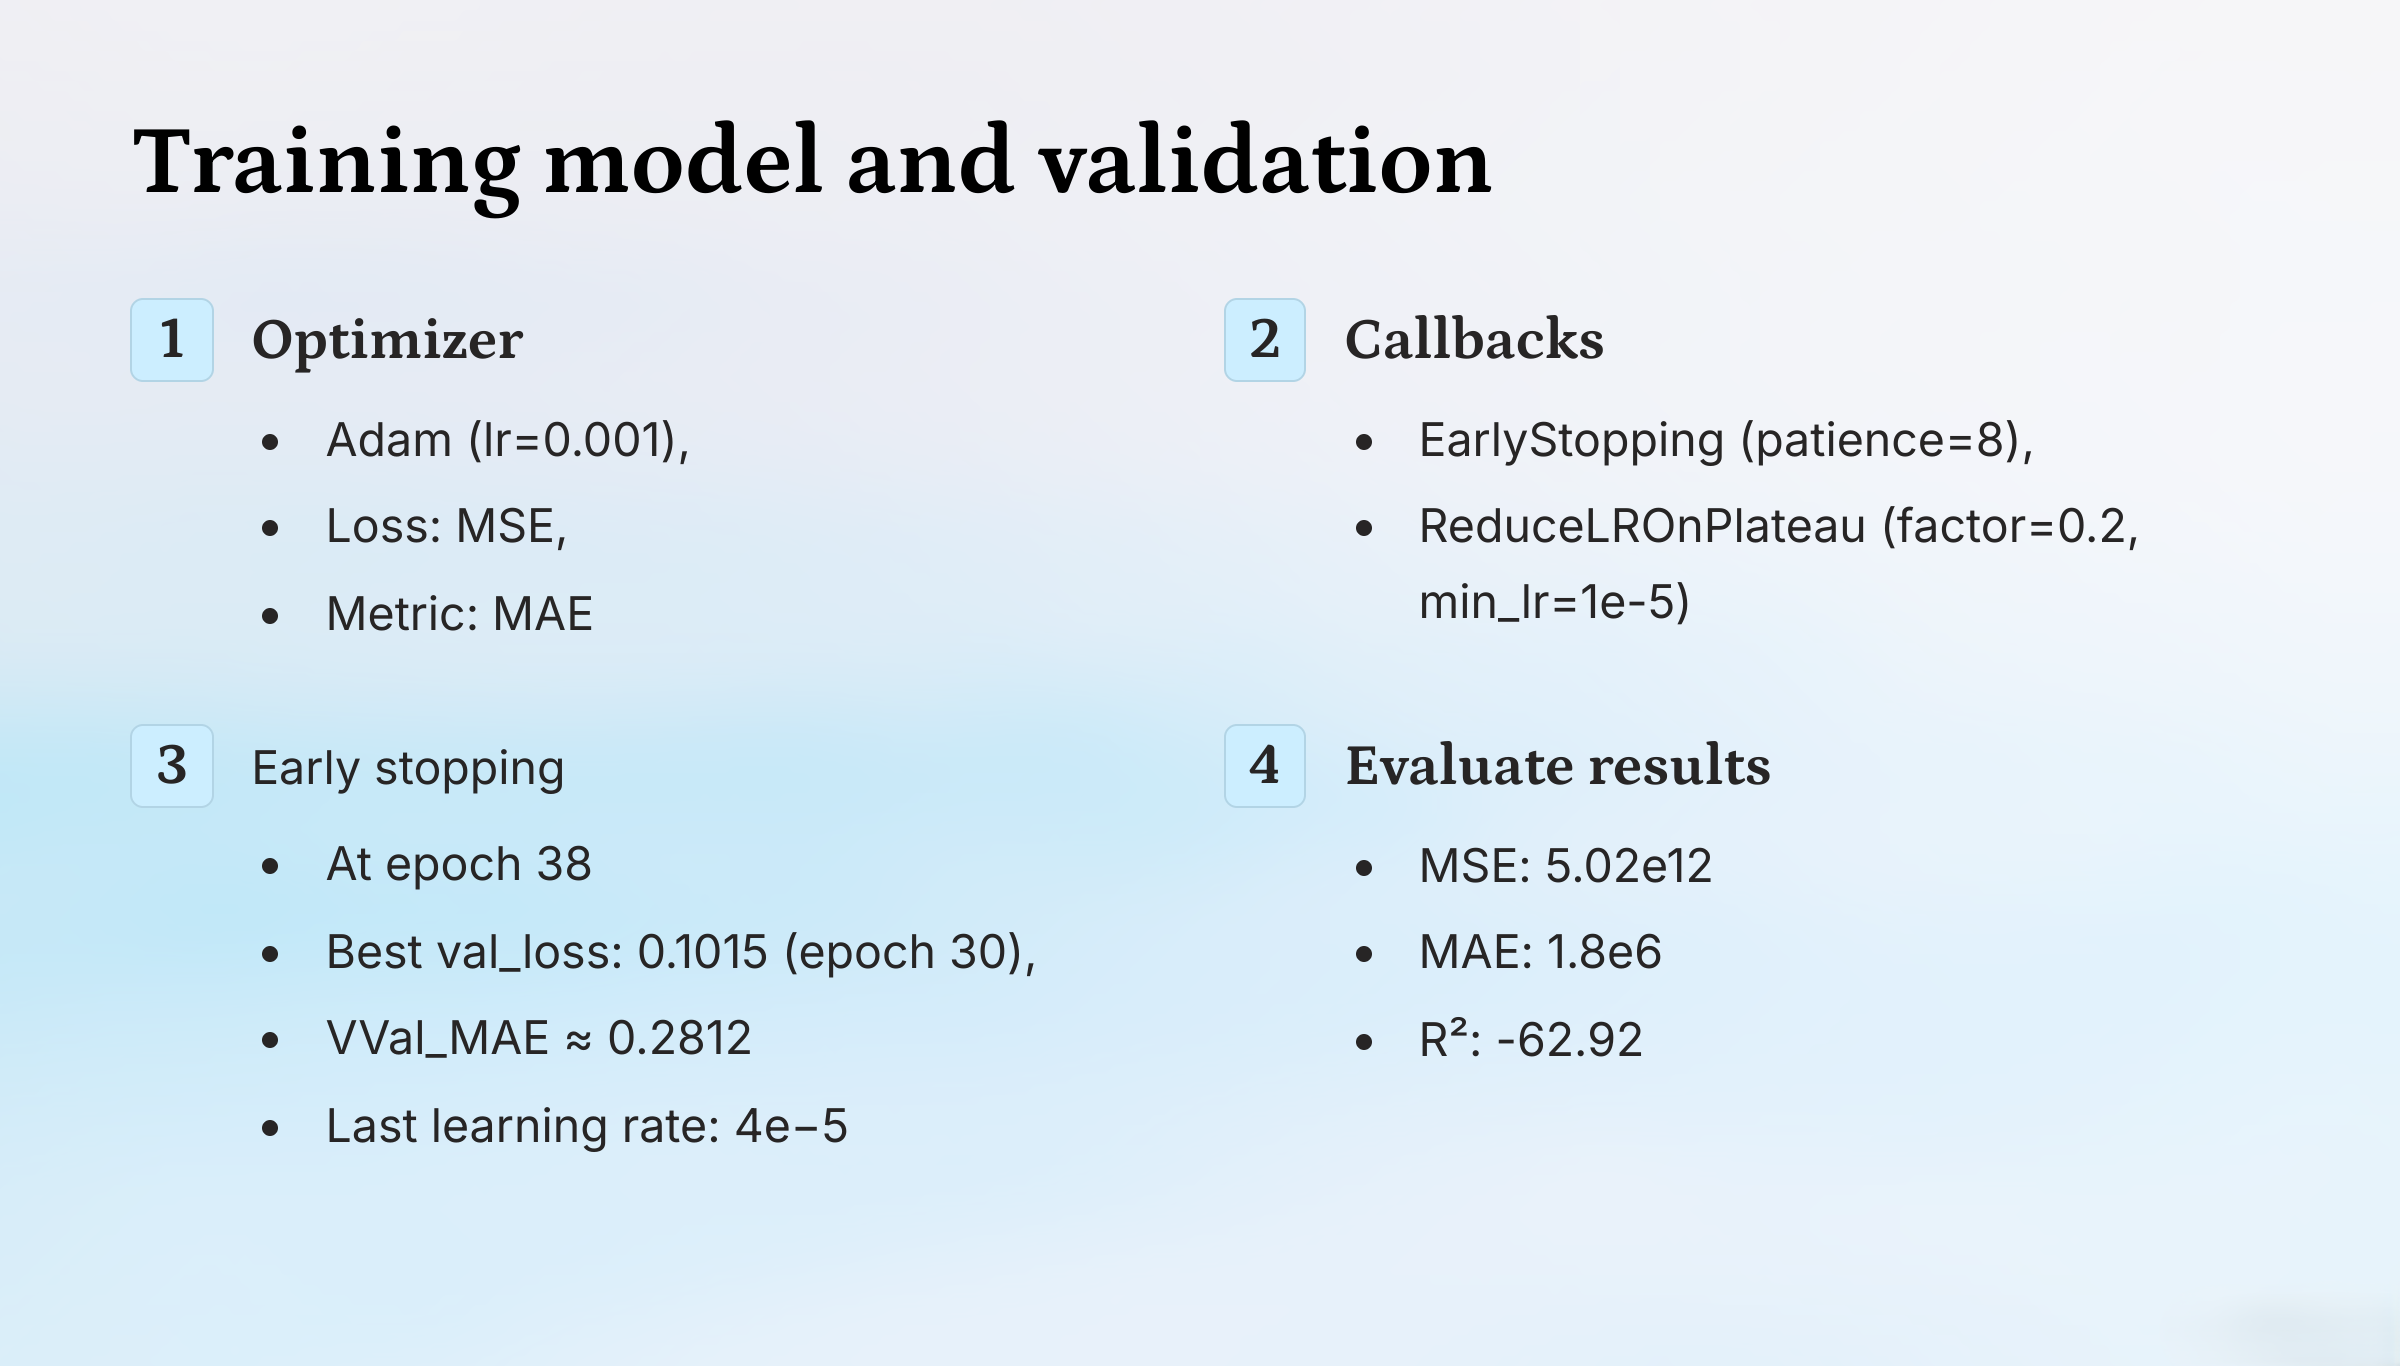 Training model and validation
1 Optimizer
• Adam (lr=0.001),
• Loss: MSE,
• Metric: MAE
2 Callbacks
• EarlyStopping (patience=8),
• ReduceLROnPlateau (factor=0.2,
min_lr=1e-5)
3 Early stopping
• At epoch 38
• Best val_loss: 0.1015 (epoch 30),
• VVal_MAE ≈ 0.2812
• Last learning rate: 4e−5
4 Evaluate results
• MSE: 5.02e12
• MAE: 1.8e6
• R²: -62.92